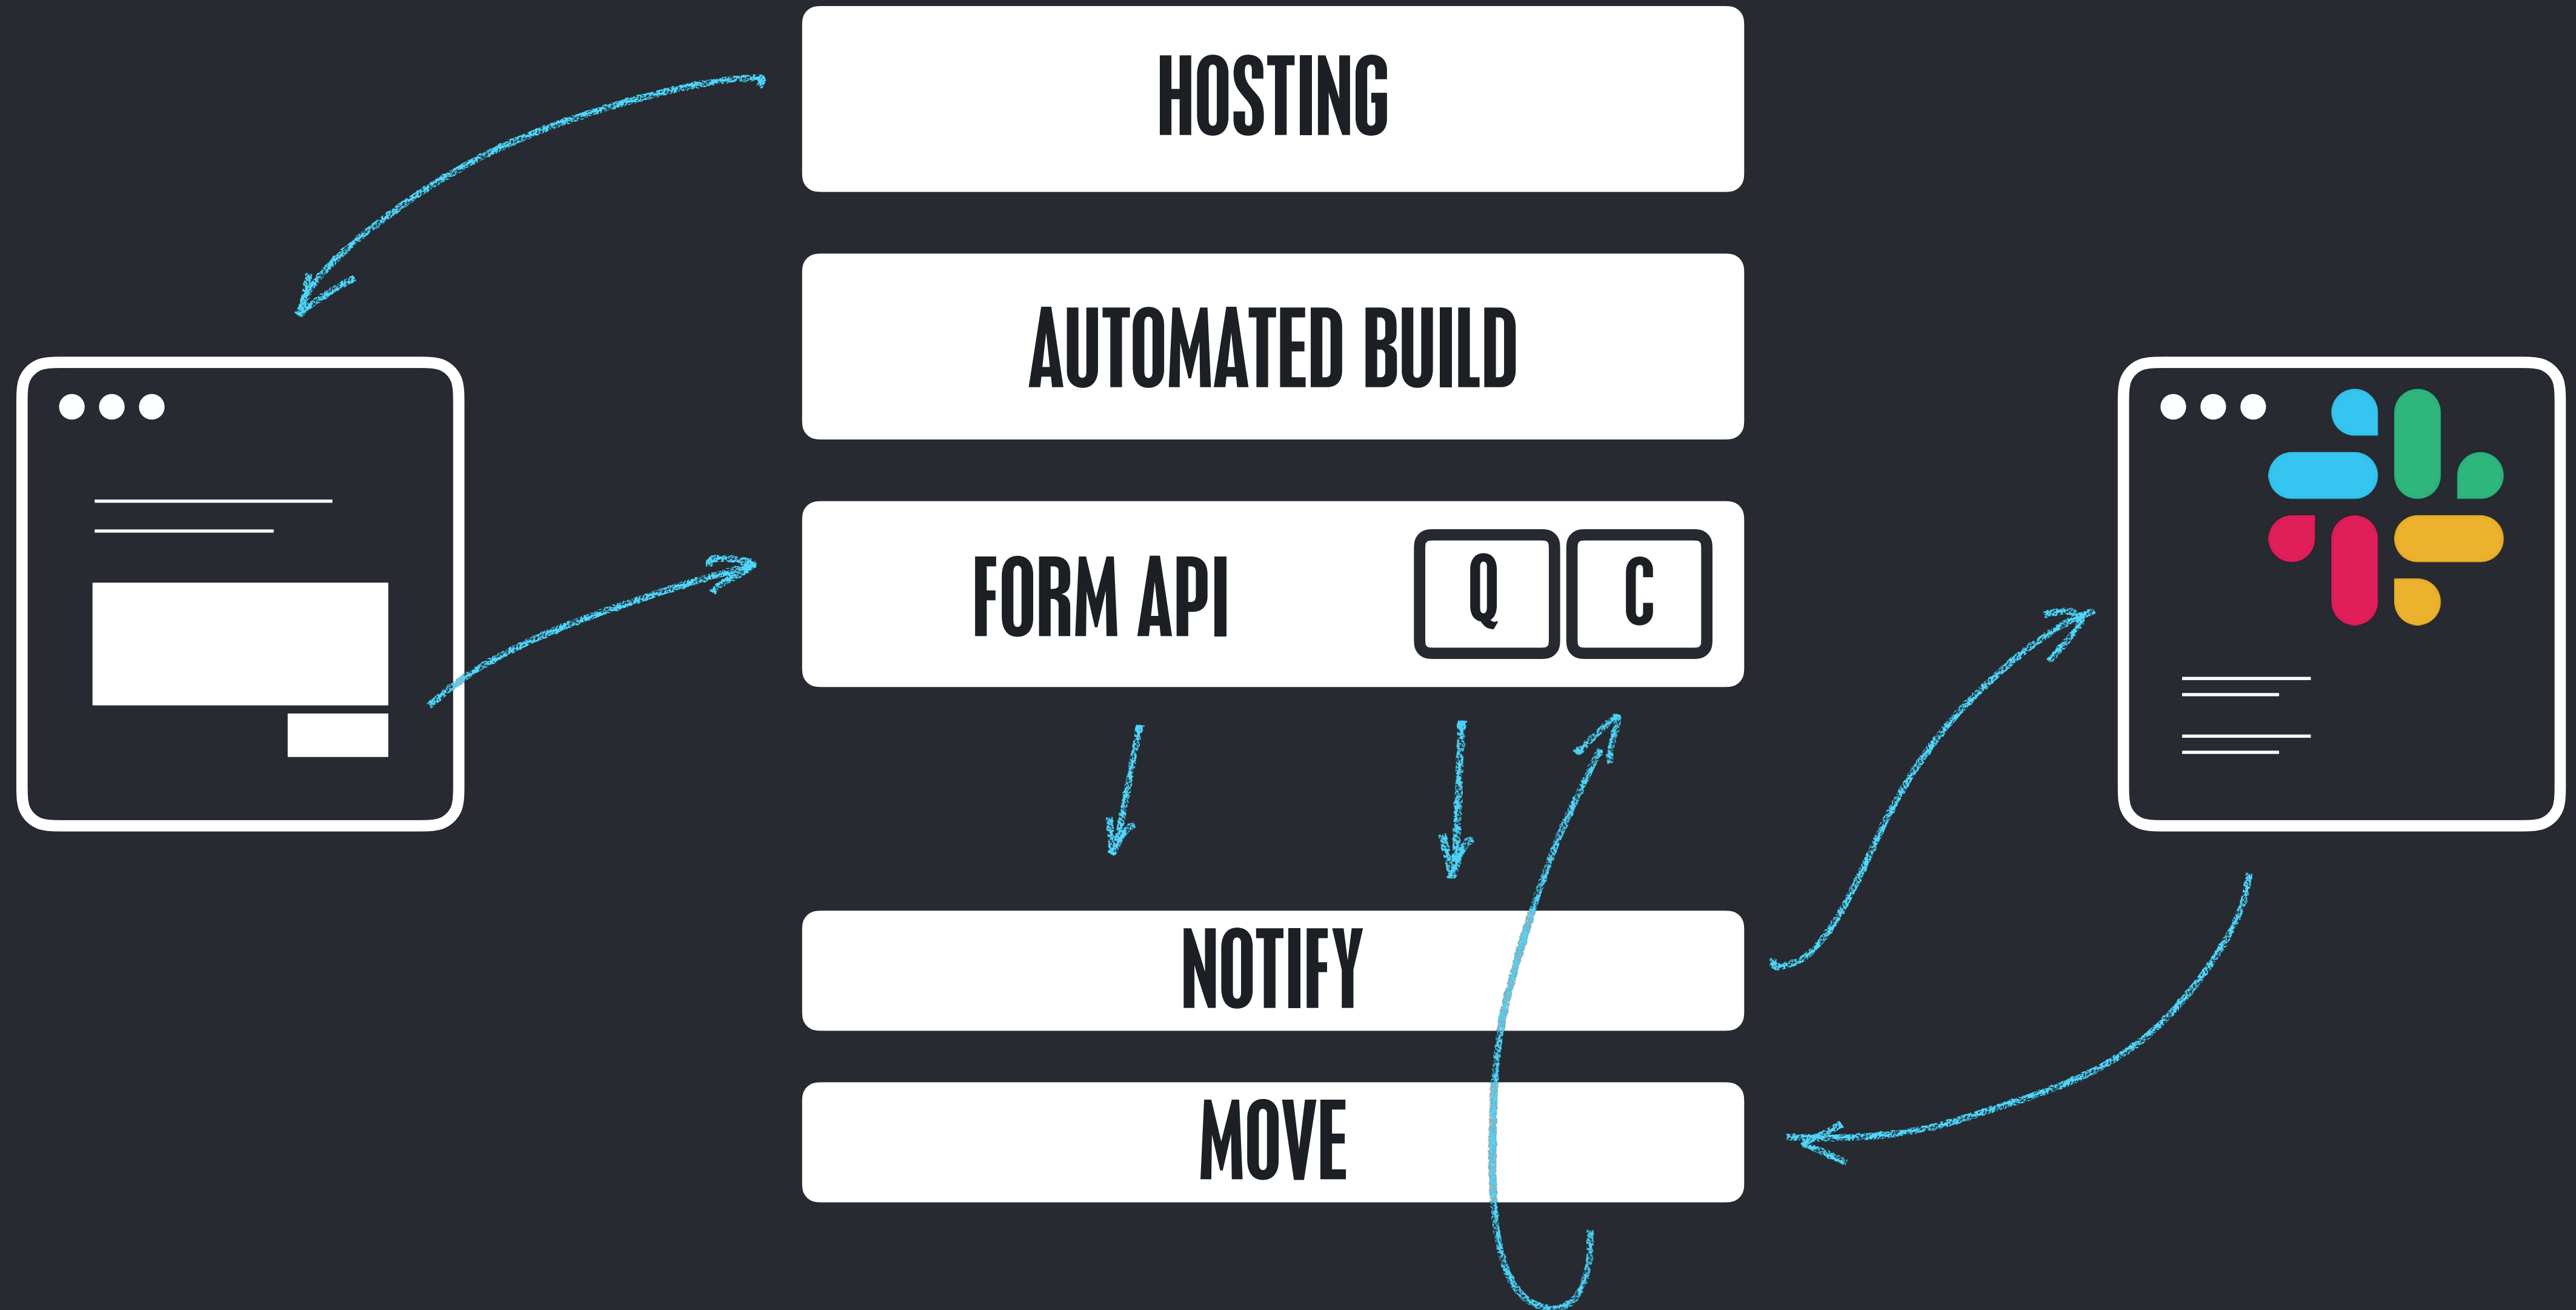 HOSTING
AUTOMATED BUILD
FORM API
Q
C
NOTIFY
MOVE